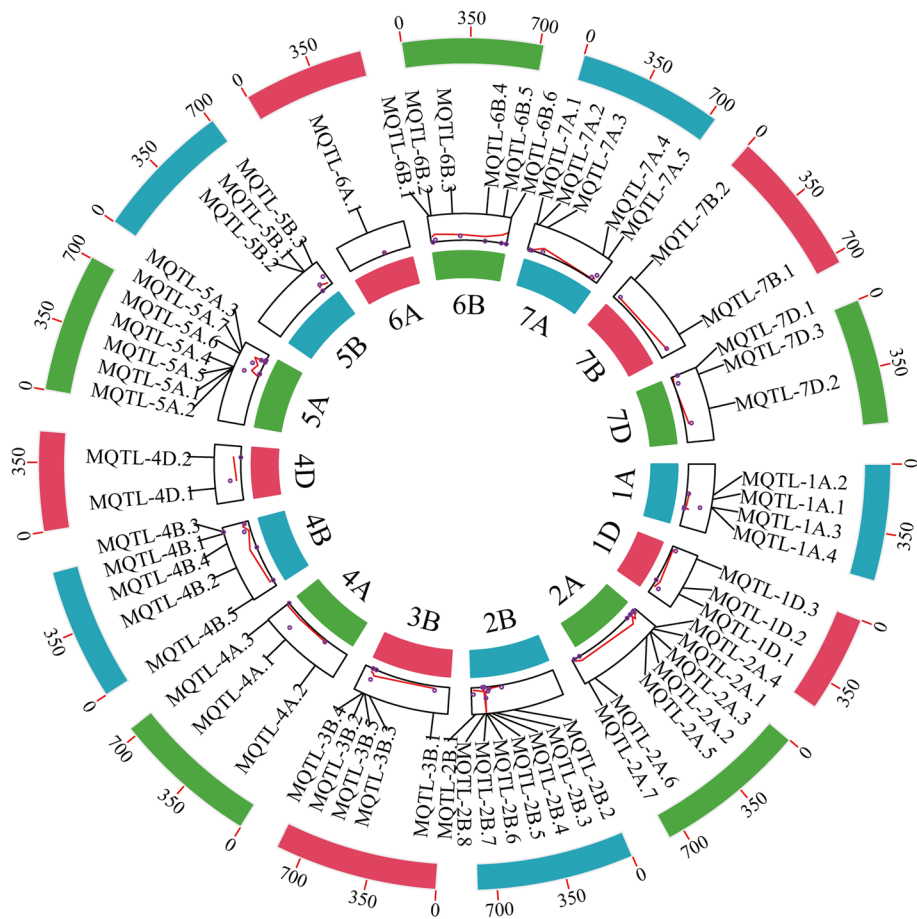 0
350
700
0
350
700
0
350
700
0
350
0
350
0
350
0
350
700
0
350
700
0
350
700
0
350
700
0
350
0
350
0
350
700
0
350
700
0
350
MQTL-6B.1
MQTL-6B.2
MQTL-6B.3
MQTL-6B.4
MQTL-6B.5
MQTL-6B.6
MQTL-7A.1
MQTL-7A.2
MQTL-7A.3
MQTL-7A.4
MQTL-7A.5
MQTL-7B.2
MQTL-7B.1
MQTL-7D.1
MQTL-7D.3
MQTL-7D.2
MQTL-1A.2
MQTL-1A.1
MQTL-1A.3
MQTL-1A.4
MQTL-1D.3
MQTL-1D.2
MQTL-1D.1
MQTL-2A.4
MQTL-2A.1
MQTL-2A.3
MQTL-2A.2
MQTL-2A.5
MQTL-2A.6
MQTL-2A.7
MQTL-2B.2
MQTL-2B.3
MQTL-2B.4
MQTL-2B.5
MQTL-2B.6
MQTL-2B.7
MQTL-2B.8
MQTL-2B.1
MQTL-3B.1
MQTL-3B.3
MQTL-3B.5
MQTL-3B.2
MQTL-3B.4
MQTL-4A.2
MQTL-4A.1
MQTL-4A.3
MQTL-4B.5
MQTL-4B.2
MQTL-4B.4
MQTL-4B.1
MQTL-4B.3
MQTL-4D.1
MQTL-4D.2
MQTL-5A.2
MQTL-5A.1
MQTL-5A.5
MQTL-5A.4
MQTL-5A.6
MQTL-5A.7
MQTL-5A.3
MQTL-5B.2
MQTL-5B.1
MQTL-5B.3
MQTL-6A.1
6B
7A
7B
7D
1A
1D
2A
2B
3B
4A
4B
4D
5A
5B
6A